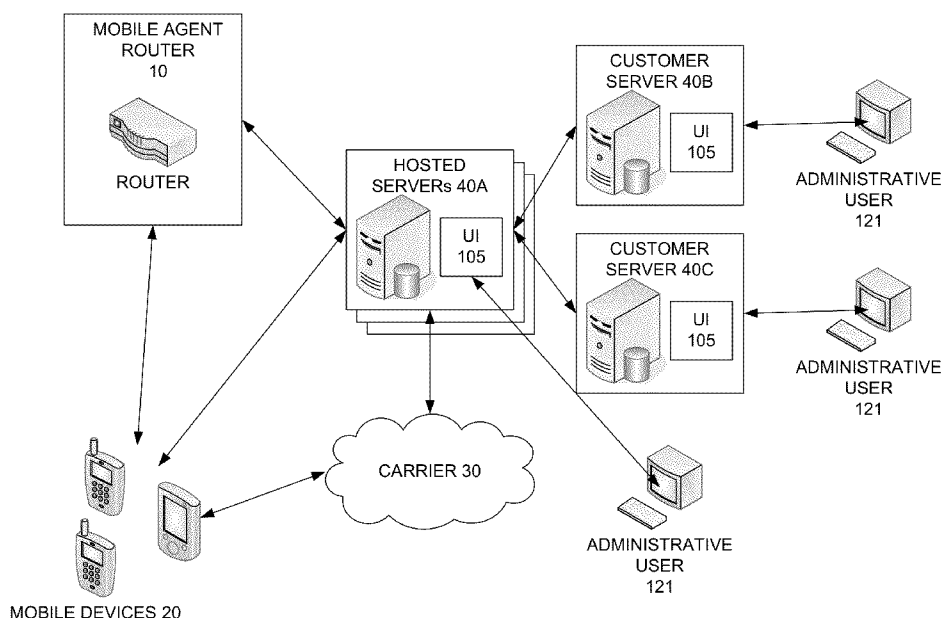 MOBILE AGENT
ROUTER
10
ROUTER
HOSTED
SERVERs 40A
UI
105
CUSTOMER
SERVER 40B
UI
105
ADMINISTRATIVE
USER
121
CUSTOMER
SERVER 40C
UI
105
ADMINISTRATIVE
USER
121
CARRIER 30
ADMINISTRATIVE
USER
121
MOBILE DEVICES 20